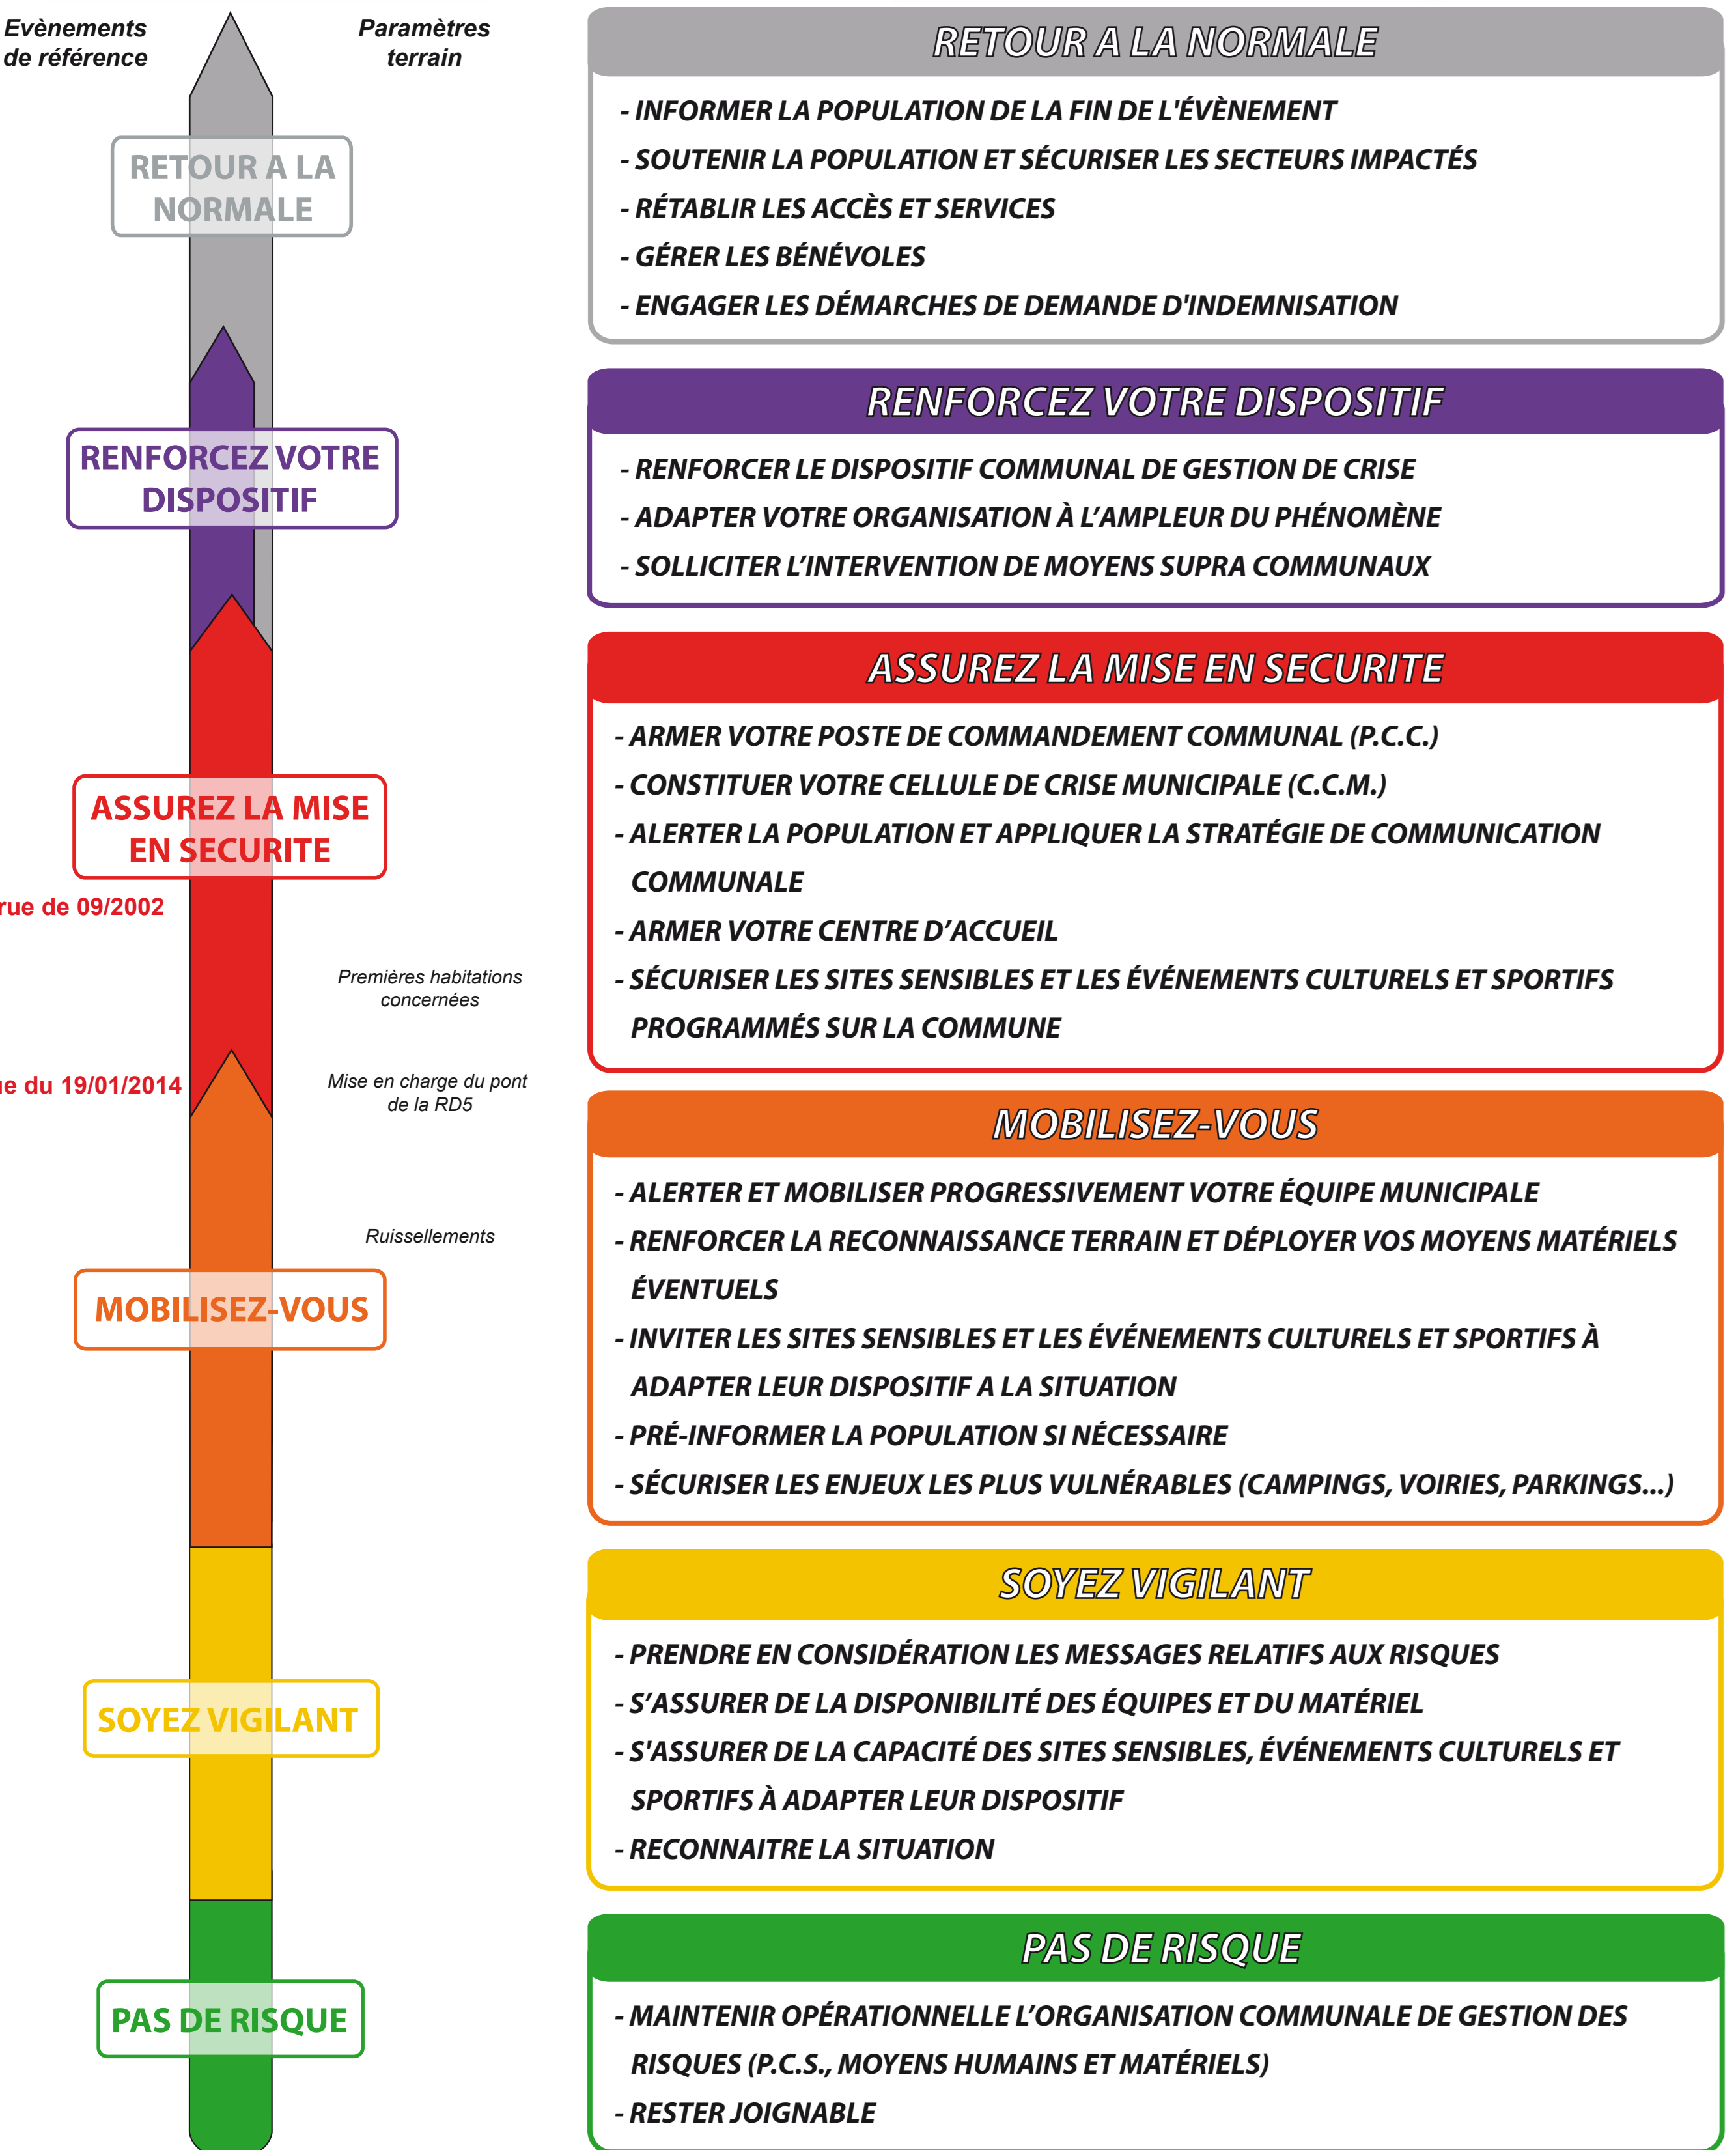 Evènements
de référence
Paramètres
terrain
RETOUR A LA
NORMALE
RENFORCEZ VOTRE
DISPOSITIF
ASSUREZ LA MISE
EN SECURITE
rue de 09/2002
Premières habitations
concernées
ue du 19/01/2014
Mise en charge du pont
de la RD5
Ruissellements
MOBILISEZ-VOUS
SOYEZ VIGILANT
PAS DE RISQUE
RETOUR A LA NORMALE
- INFORMER LA POPULATION DE LA FIN DE L'ÉVÈNEMENT
- SOUTENIR LA POPULATION ET SÉCURISER LES SECTEURS IMPACTÉS
- RÉTABLIR LES ACCÈS ET SERVICES
- GÉRER LES BÉNÉVOLES
- ENGAGER LES DÉMARCHES DE DEMANDE D'INDEMNISATION
RENFORCEZ VOTRE DISPOSITIF
- RENFORCER LE DISPOSITIF COMMUNAL DE GESTION DE CRISE
- ADAPTER VOTRE ORGANISATION À L’AMPLEUR DU PHÉNOMÈNE
- SOLLICITER L’INTERVENTION DE MOYENS SUPRA COMMUNAUX
ASSUREZ LA MISE EN SECURITE
- ARMER VOTRE POSTE DE COMMANDEMENT COMMUNAL (P.C.C.)
- CONSTITUER VOTRE CELLULE DE CRISE MUNICIPALE (C.C.M.)
- ALERTER LA POPULATION ET APPLIQUER LA STRATÉGIE DE COMMUNICATION
COMMUNALE
- ARMER VOTRE CENTRE D’ACCUEIL
- SÉCURISER LES SITES SENSIBLES ET LES ÉVÉNEMENTS CULTURELS ET SPORTIFS
PROGRAMMÉS SUR LA COMMUNE
MOBILISEZ-VOUS
- ALERTER ET MOBILISER PROGRESSIVEMENT VOTRE ÉQUIPE MUNICIPALE
- RENFORCER LA RECONNAISSANCE TERRAIN ET DÉPLOYER VOS MOYENS MATÉRIELS
ÉVENTUELS
- INVITER LES SITES SENSIBLES ET LES ÉVÉNEMENTS CULTURELS ET SPORTIFS À
ADAPTER LEUR DISPOSITIF A LA SITUATION
- PRÉ-INFORMER LA POPULATION SI NÉCESSAIRE
- SÉCURISER LES ENJEUX LES PLUS VULNÉRABLES (CAMPINGS, VOIRIES, PARKINGS...)
SOYEZ VIGILANT
- PRENDRE EN CONSIDÉRATION LES MESSAGES RELATIFS AUX RISQUES
- S’ASSURER DE LA DISPONIBILITÉ DES ÉQUIPES ET DU MATÉRIEL
- S'ASSURER DE LA CAPACITÉ DES SITES SENSIBLES, ÉVÉNEMENTS CULTURELS ET
SPORTIFS À ADAPTER LEUR DISPOSITIF
- RECONNAITRE LA SITUATION
PAS DE RISQUE
- MAINTENIR OPÉRATIONNELLE L’ORGANISATION COMMUNALE DE GESTION DES
RISQUES (P.C.S., MOYENS HUMAINS ET MATÉRIELS)
- RESTER JOIGNABLE